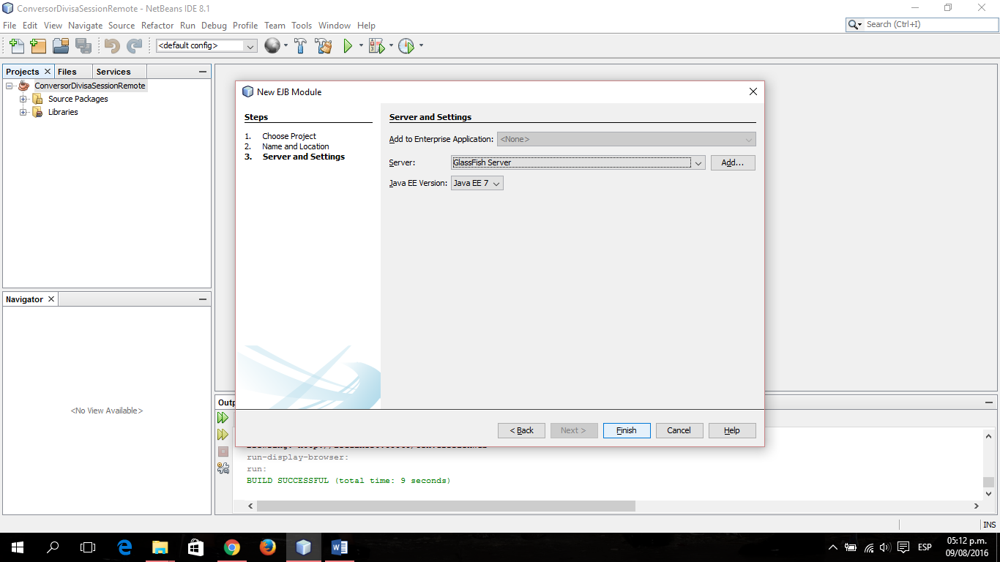 ConversorDivisaSessionRemote - NetBeans IDE 8.1
File Edit View Navigate Source Refactor Run Debug Profile Team Tools Window Help
Search (Ctrl+I)
<default config>
Projects Files Services
ConversorDivisaSessionRemote
Source Packages
Libraries
Navigator
<No View Available>
New EJB Module
Steps
1. Choose Project
2. Name and Location
3. Server and Settings
Server and Settings
Add to Enterprise Application: <None>
Server: GlassFish Server Add...
Java EE Version: Java EE 7
< Back Next > Finish Cancel Help
run-display-browser:
run:
BUILD SUCCESSFUL (total time: 9 seconds)
INS
ESP
05:12 p.m.
09/08/2016